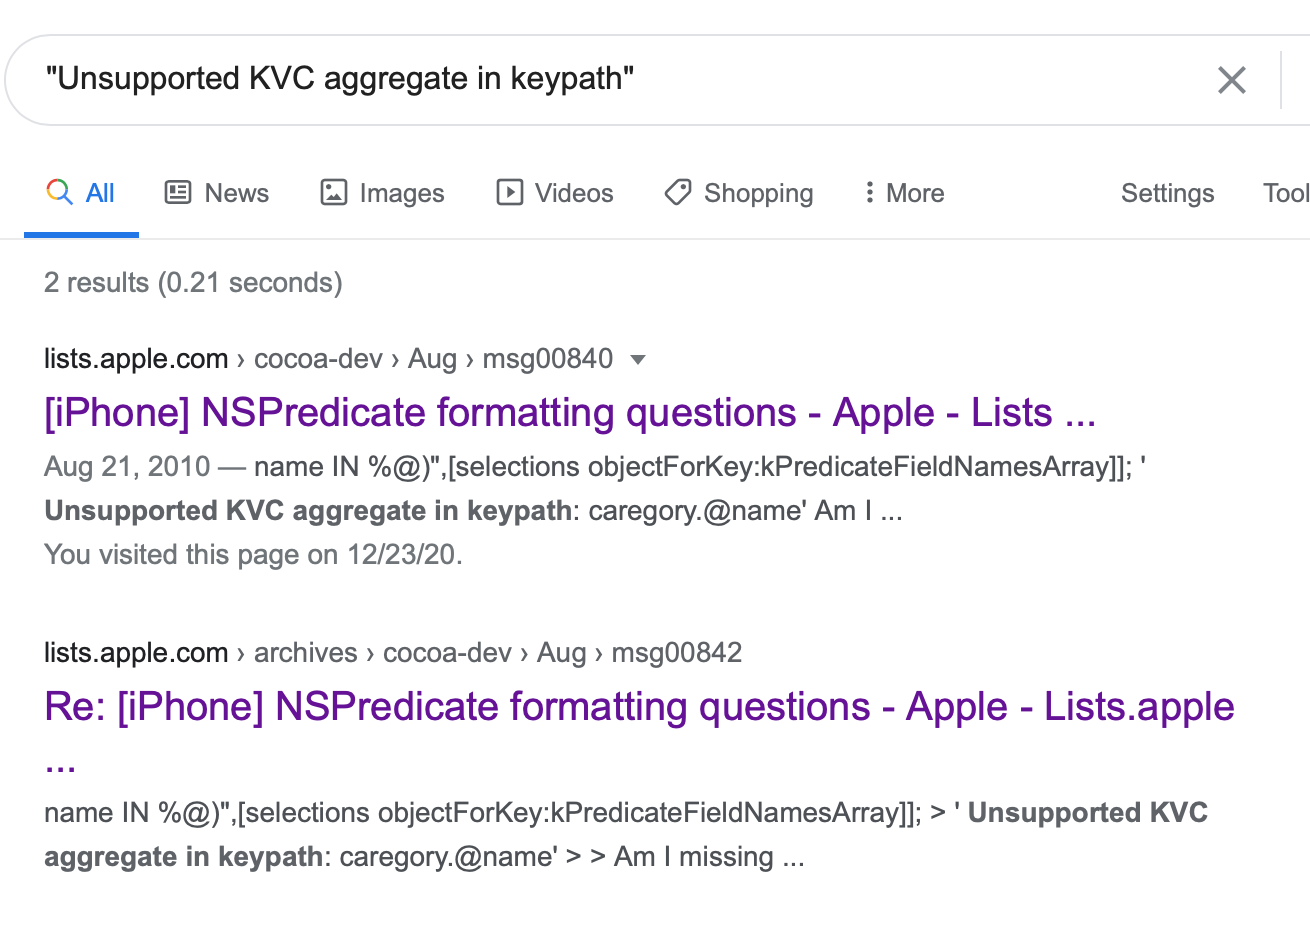 "Unsupported KVC aggregate in keypath"
All News Images Videos Shopping More Settings Tool
2 results (0.21 seconds)
lists.apple.com › cocoa-dev › Aug › msg00840
[iPhone] NSPredicate formatting questions - Apple - Lists ...
Aug 21, 2010 — name IN %@)",[selections objectForKey:kPredicateFieldNamesArray]]; '
Unsupported KVC aggregate in keypath: caregory.@name' Am I ...
You visited this page on 12/23/20.
lists.apple.com › archives › cocoa-dev › Aug › msg00842
Re: [iPhone] NSPredicate formatting questions - Apple - Lists.apple
...
name IN %@)",[selections objectForKey:kPredicateFieldNamesArray]]; > ' Unsupported KVC
aggregate in keypath: caregory.@name' > > Am I missing ...